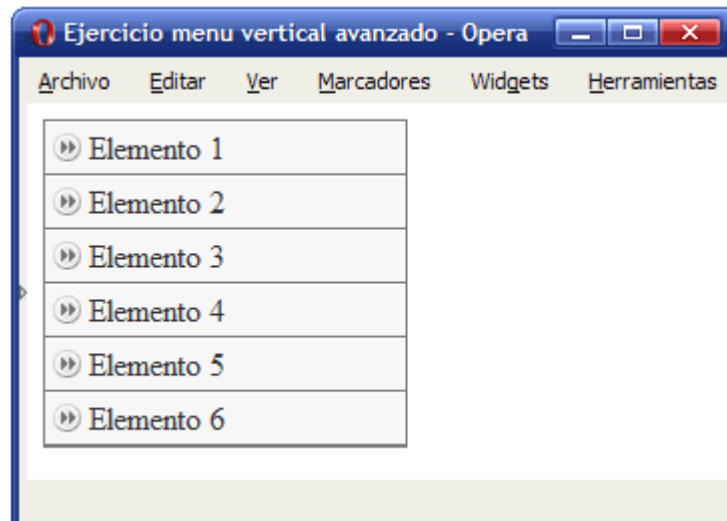 Ejercicio menu vertical avanzado - Opera
Archivo Editar Ver Marcadores Widgets Herramientas
Elemento 1
Elemento 2
Elemento 3
Elemento 4
Elemento 5
Elemento 6